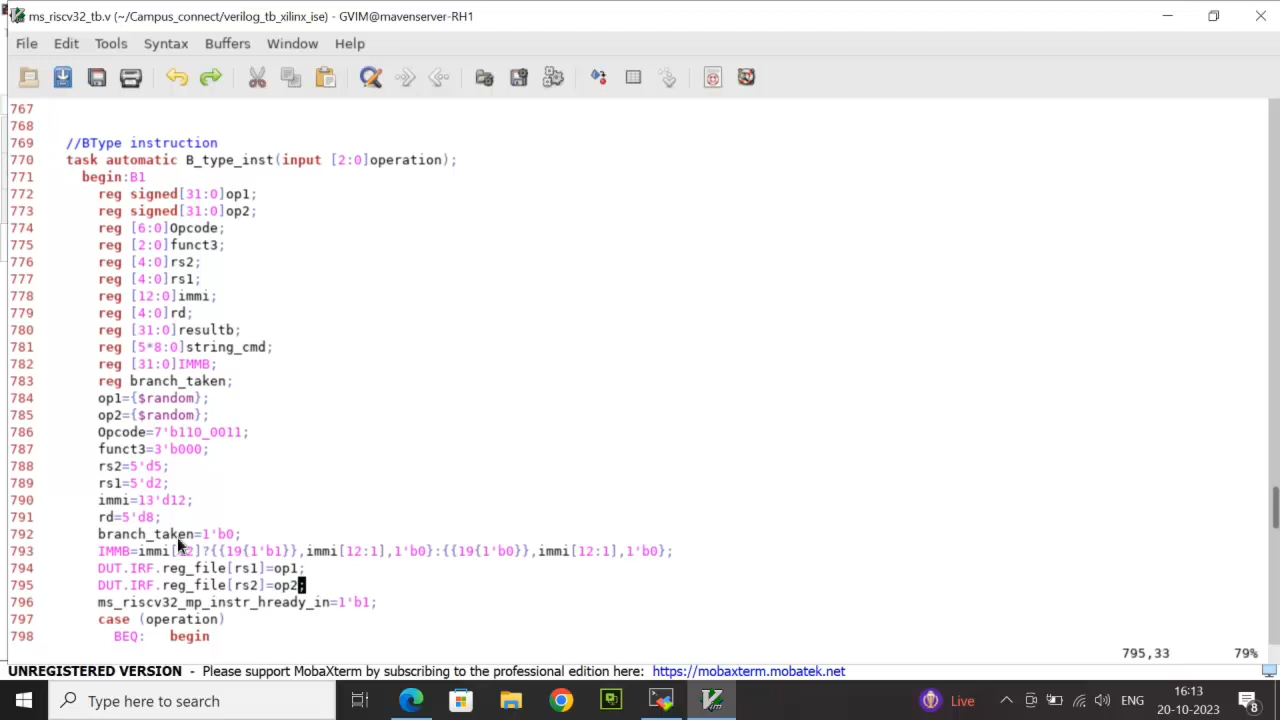 ms_riscv32_tb.v (~/Campus_connect/verilog_tb_xilinx_ise) - GVIM@mavenserver-RH1
File Edit Tools Syntax Buffers Window Help
767
768
769 //BType instruction
770 task automatic B_type_inst(input [2:0]operation);
771 begin:B1
772 reg signed[31:0]op1;
773 reg signed[31:0]op2;
774 reg [6:0]Opcode;
775 reg [2:0]funct3;
776 reg [4:0]rs2;
777 reg [4:0]rs1;
778 reg [12:0]immi;
779 reg [4:0]rd;
780 reg [31:0]resultb;
781 reg [5*8:0]string_cmd;
782 reg [31:0]IMMB;
783 reg branch_taken;
784 op1={$random};
785 op2={$random};
786 Opcode=7'b110_0011;
787 funct3=3'b000;
788 rs2=5'd5;
789 rs1=5'd2;
790 immi=13'd12;
791 rd=5'd8;
792 branch_taken=1'b0;
793 IMMB=immi[12]?{{19{1'b1}},immi[12:1],1'b0}:{{19{1'b0}},immi[12:1],1'b0};
794 DUT.IRF.reg_file[rs1]=op1;
795 DUT.IRF.reg_file[rs2]=op2;
796 ms_riscv32_mp_instr_hready_in=1'b1;
797 case (operation)
798 BEQ: begin
795,33 79%
UNREGISTERED VERSION - Please support MobaXterm by subscribing to the professional edition here: https://mobaxterm.mobatek.net
Type here to search
Live
ENG
16:13
20-10-2023
8